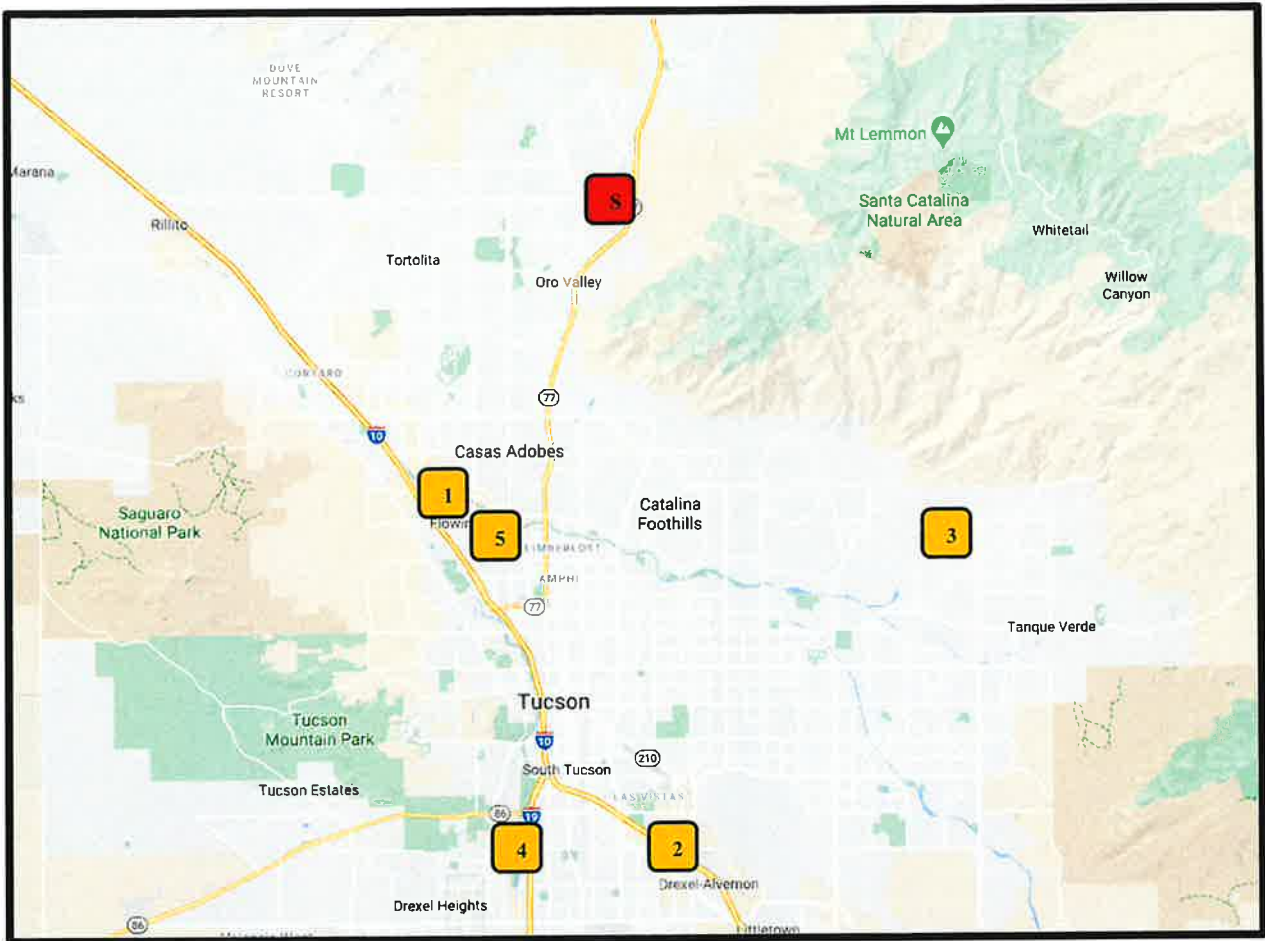 DOVE
MOUNTAIN
RESORT
Mt Lemmon
Marana
S
Santa Catalina
Natural Area
Rillito
Whitetail
Tortolita
Oro Valley
Willow
Canyon
CORTARO
77
10
Casas Adobes
1
Catalina
Foothills
Saguaro
National Park
5
3
LIMBERLOST
AMPHI
77
Tanque Verde
Tucson
Tucson
Mountain Park
10
210
South Tucson
Tucson Estates
LAS VISTAS
86
19
4
2
Drexel-Alvernon
Drexel Heights
86
Littletown